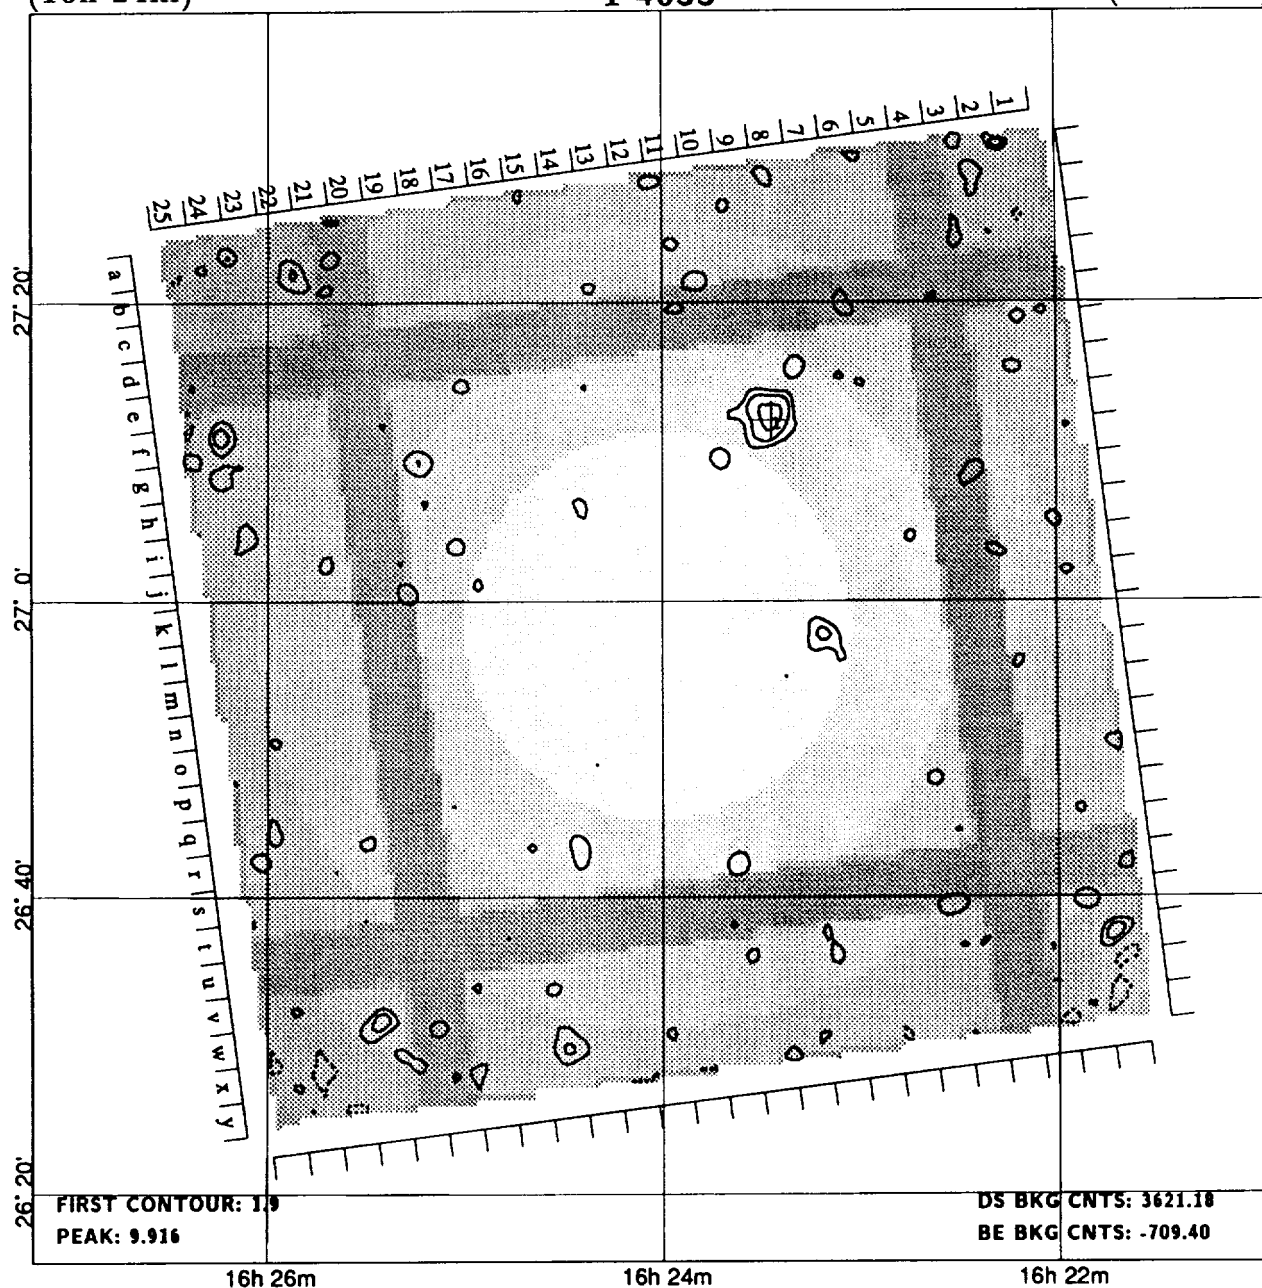 1 2 3 4 5 6 7 8 9 10 11 12 13 14 15 16 17 18 19 20 21 22 23 24 25
a b c d e f g h i j k l m n o p q r s t u v w x y
27° 20'
27° 0'
26° 40'
26° 20'
FIRST CONTOUR: 1.9
PEAK: 9.916
DS BKG CNTS: 3621.18
BE BKG CNTS: -709.40
16h 26m
16h 24m
16h 22m